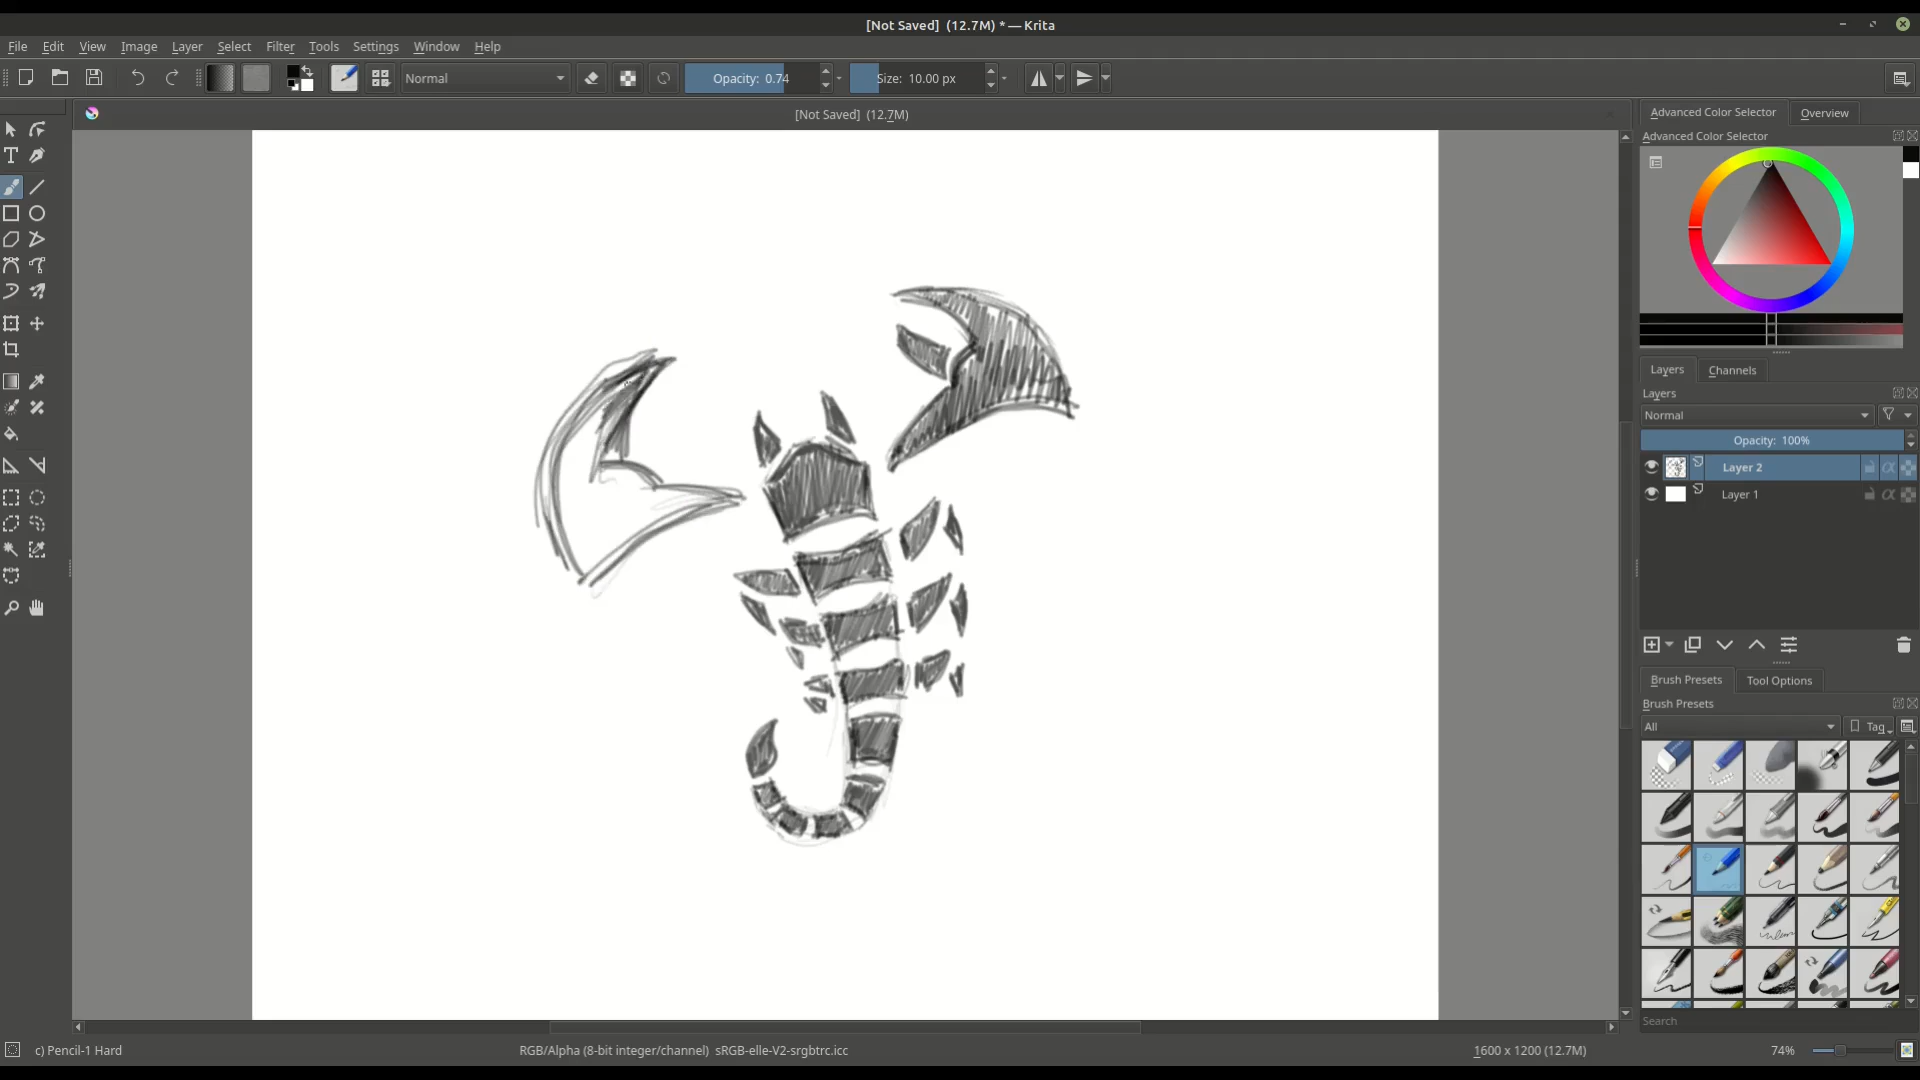 [Not Saved]  (12.7M) * — Krita
File Edit View Image Layer Select Filter Tools Settings Window Help
Normal Opacity: 0.74 Size: 10.00 px
[Not Saved]  (12.7M)
Advanced Color Selector Overview
Advanced Color Selector
Layers Channels
Layers
Normal
Opacity: 100%
Layer 2
Layer 1
Brush Presets Tool Options
Brush Presets
All Tag
Search
c) Pencil-1 Hard RGB/Alpha (8-bit integer/channel)  sRGB-elle-V2-srgbtrc.icc 1600 x 1200 (12.7M) 74%